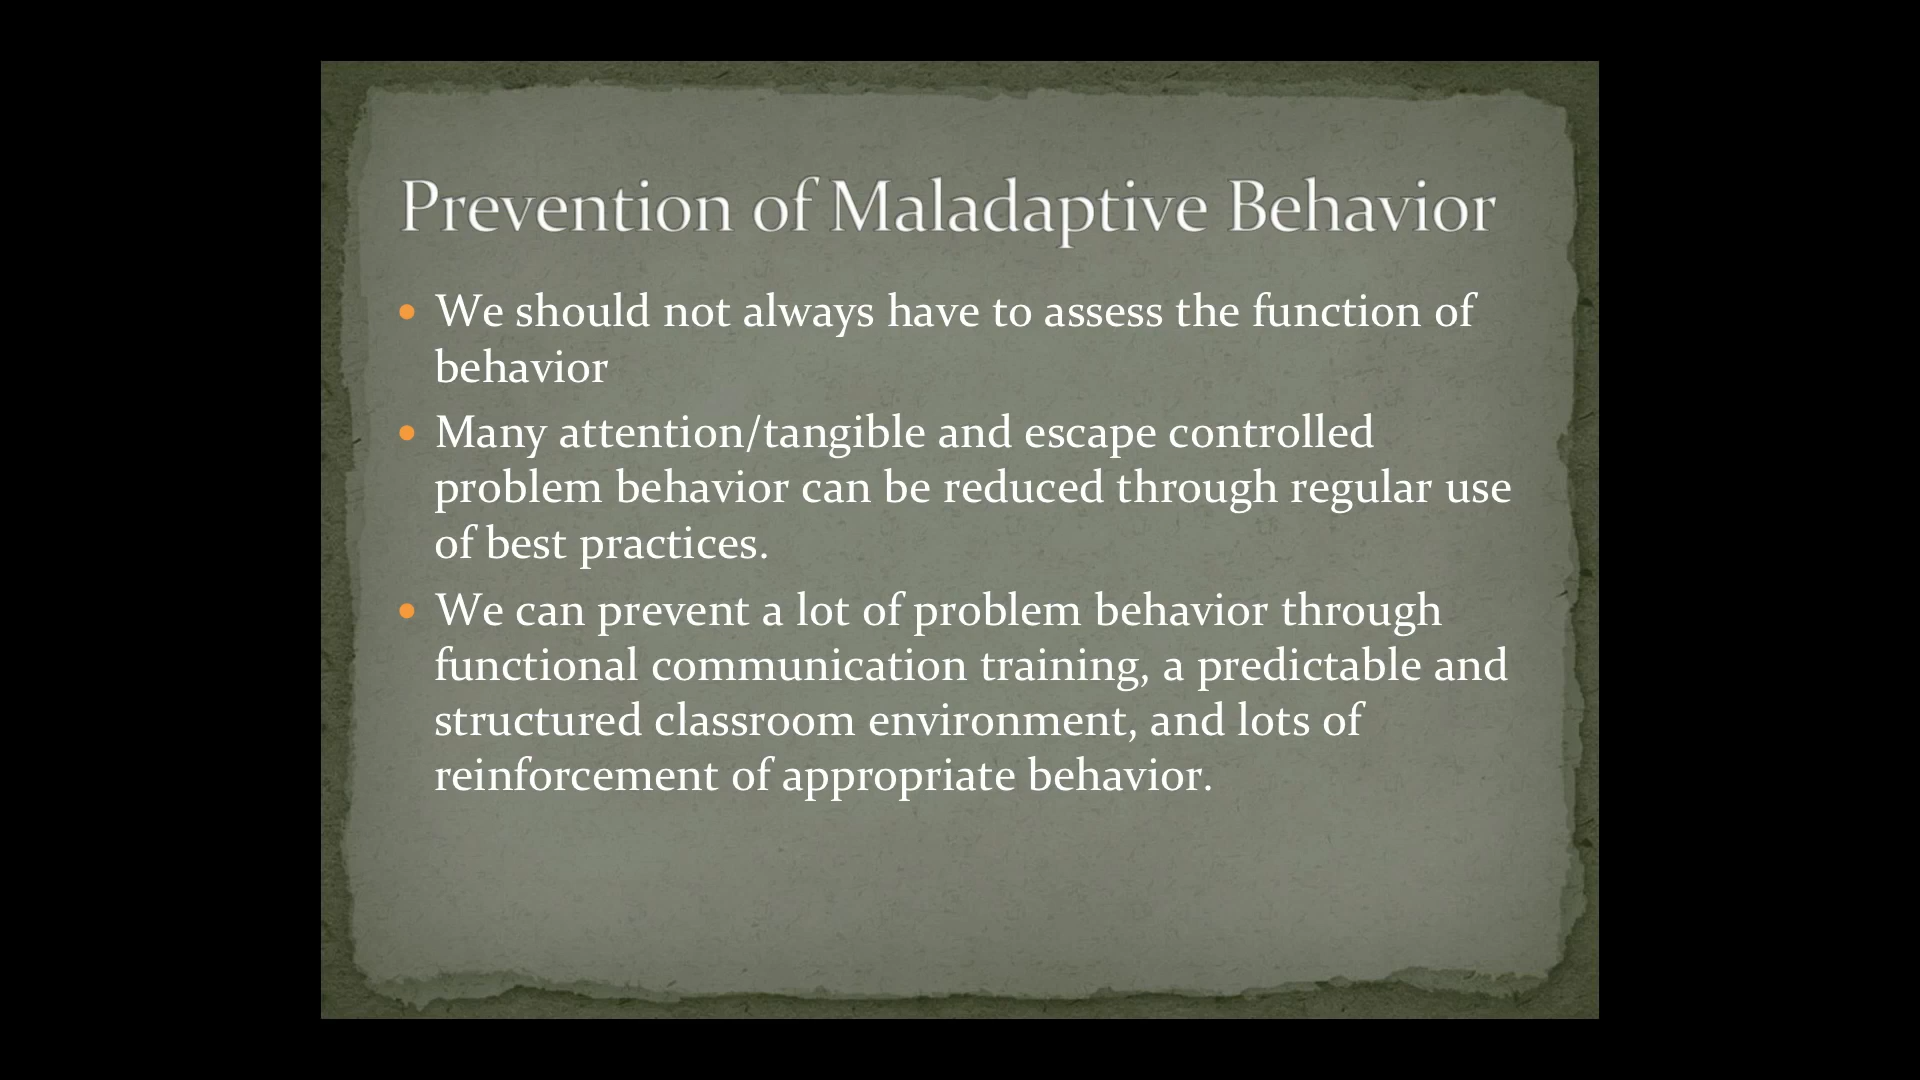 Prevention of Maladaptive Behavior
We should not always have to assess the function of
behavior
Many attention/tangible and escape controlled
problem behavior can be reduced through regular use
of best practices.
We can prevent a lot of problem behavior through
functional communication training, a predictable and
structured classroom environment, and lots of
reinforcement of appropriate behavior.